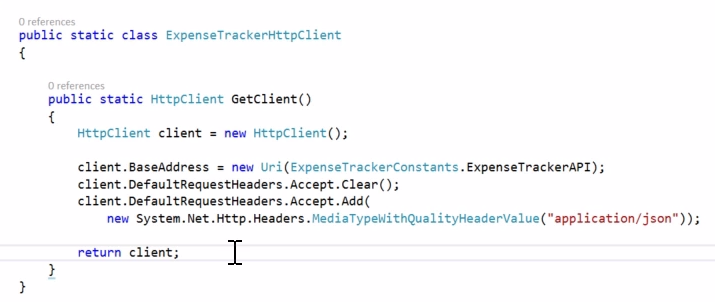 0 references
public static class ExpenseTrackerHttpClient
{
0 references
public static HttpClient GetClient()
{
HttpClient client = new HttpClient();
client.BaseAddress = new Uri(ExpenseTrackerConstants.ExpenseTrackerAPI);
client.DefaultRequestHeaders.Accept.Clear();
client.DefaultRequestHeaders.Accept.Add(
new System.Net.Http.Headers.MediaTypeWithQualityHeaderValue("application/json"));
return client;
}
}